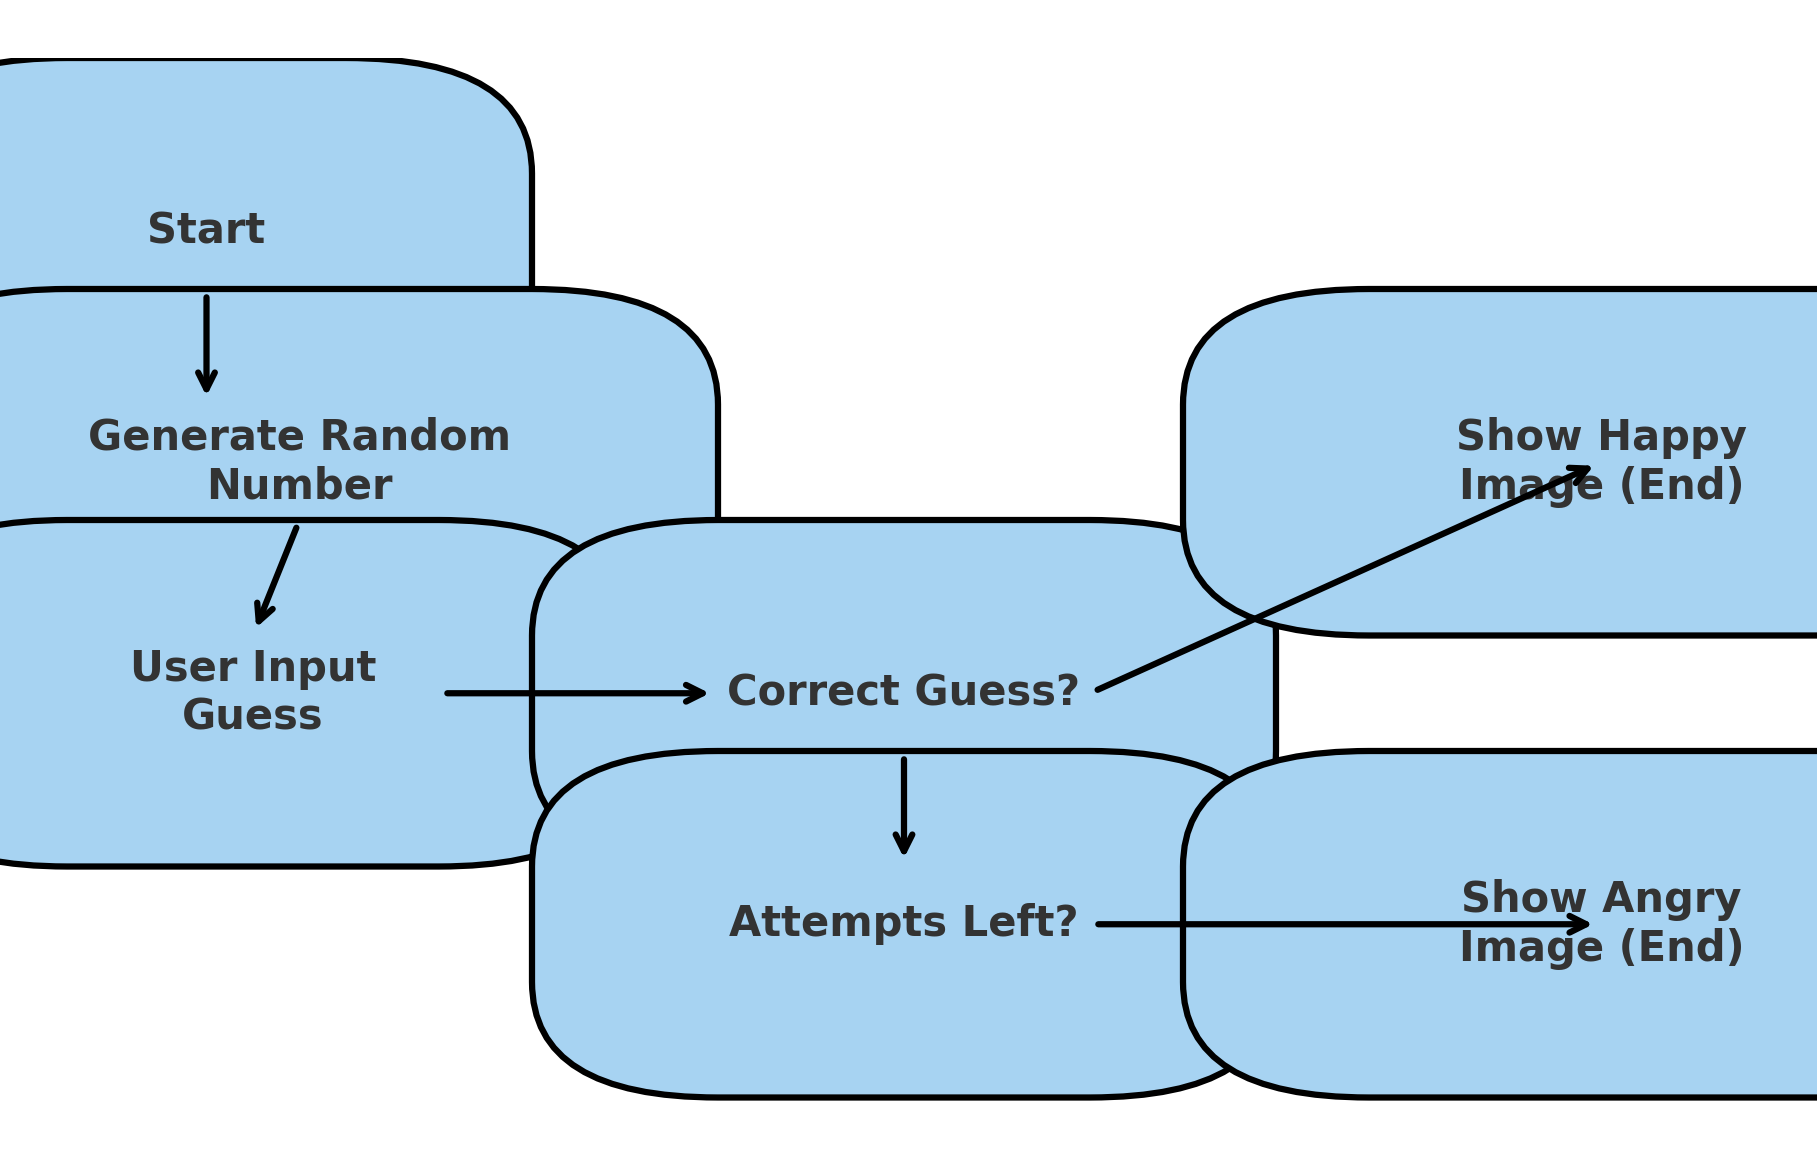 Start
Generate Random
Number
Show Happy
Image (End)
User Input
Guess
Correct Guess?
Attempts Left?
Show Angry
Image (End)